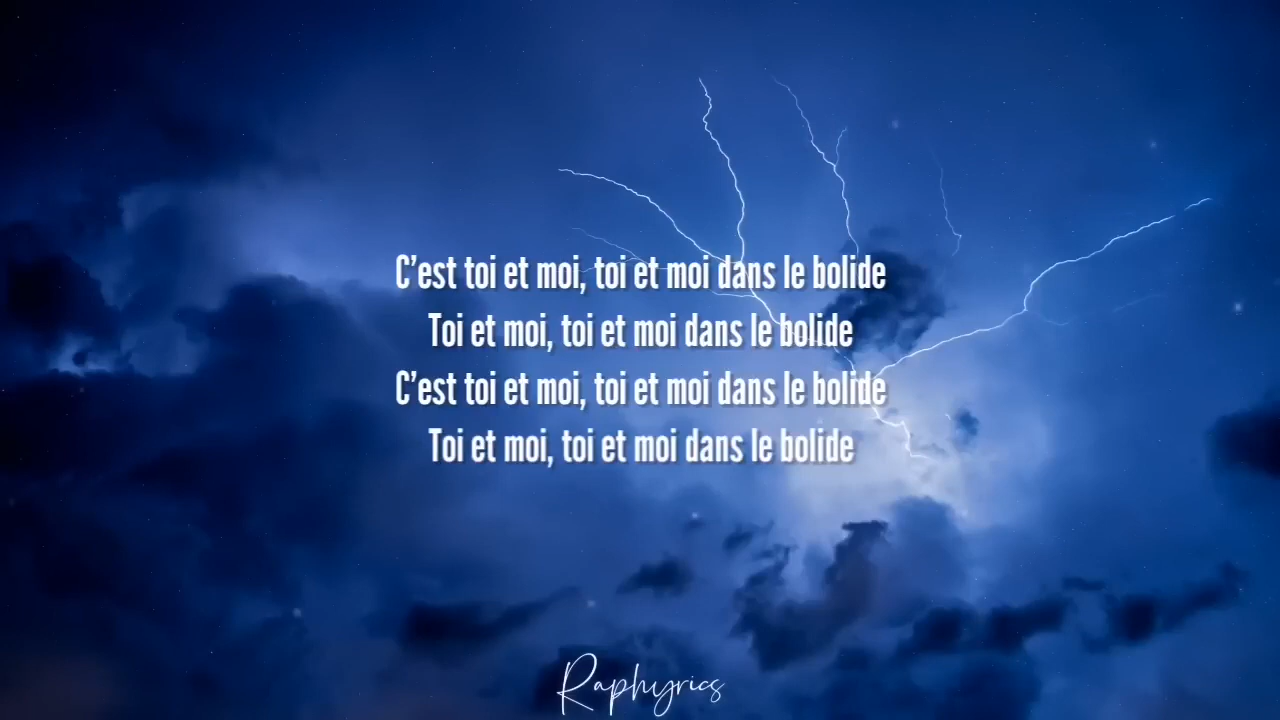 C'est toi et moi, toi et moi dans le bolide
Toi et moi, toi et moi dans le bolide
C'est toi et moi, toi et moi dans le bolide
Toi et moi, toi et moi dans le bolide
Raphyrics